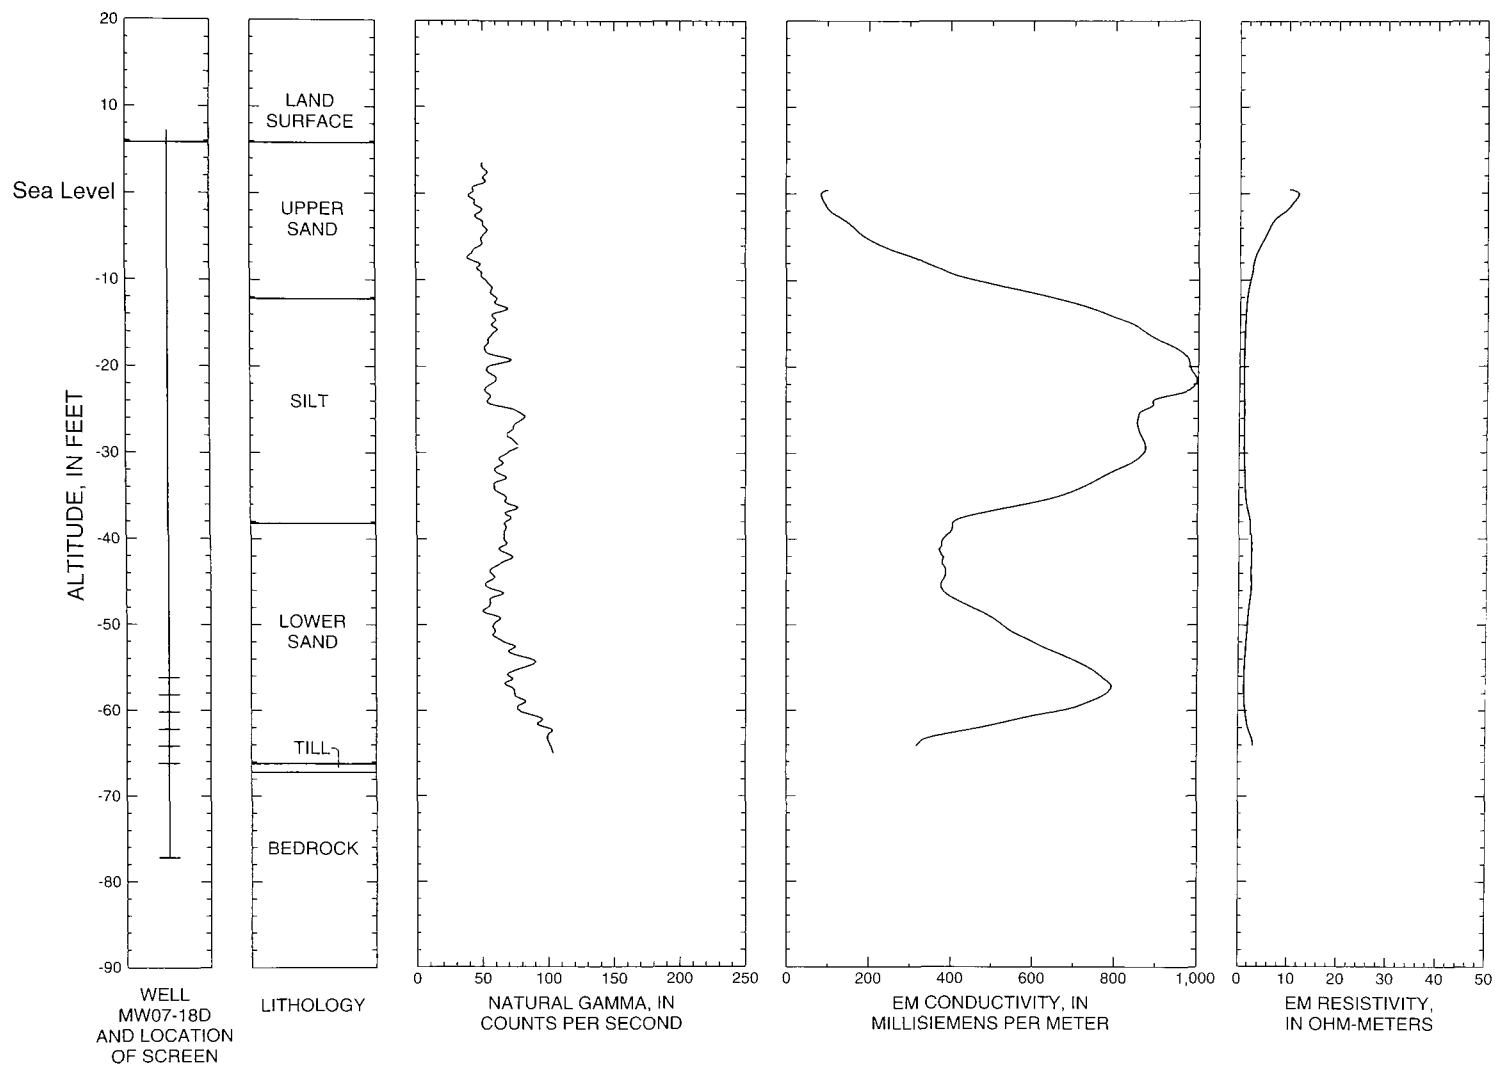 20
10
Sea Level
-10
-20
-30
-40
-50
-60
-70
-80
-90
ALTITUDE, IN FEET
LAND
SURFACE
UPPER
SAND
SILT
LOWER
SAND
TILL
BEDROCK
0 50 100 150 200 250
0 200 400 600 800 1,000
0 10 20 30 40 50
WELL
MW07-18D
AND LOCATION
OF SCREEN
LITHOLOGY
NATURAL GAMMA, IN
COUNTS PER SECOND
EM CONDUCTIVITY, IN
MILLISIEMENS PER METER
EM RESISTIVITY,
IN OHM-METERS